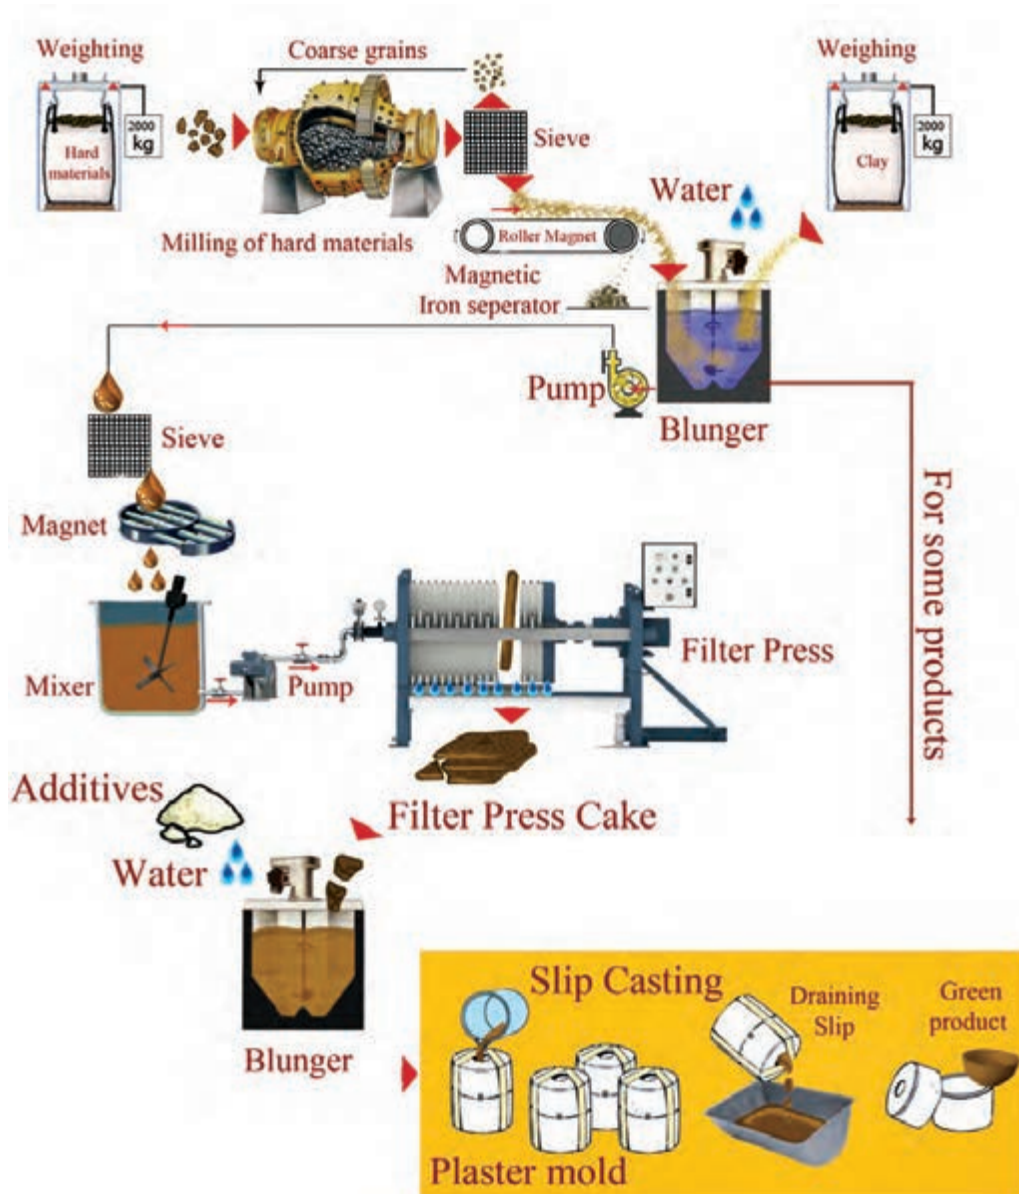 Weighting
Coarse grains
Weighing
2000
kg
Hard
materials
Sieve
2000
kg
Clay
Water
Milling of hard materials
Roller Magnet
Magnetic
Iron seperator
Pump
Blunger
Sieve
Magnet
For some products
Mixer
Pump
Filter Press
Additives
Filter Press Cake
Water
Blunger
Slip Casting
Draining
Slip
Green
product
Plaster mold